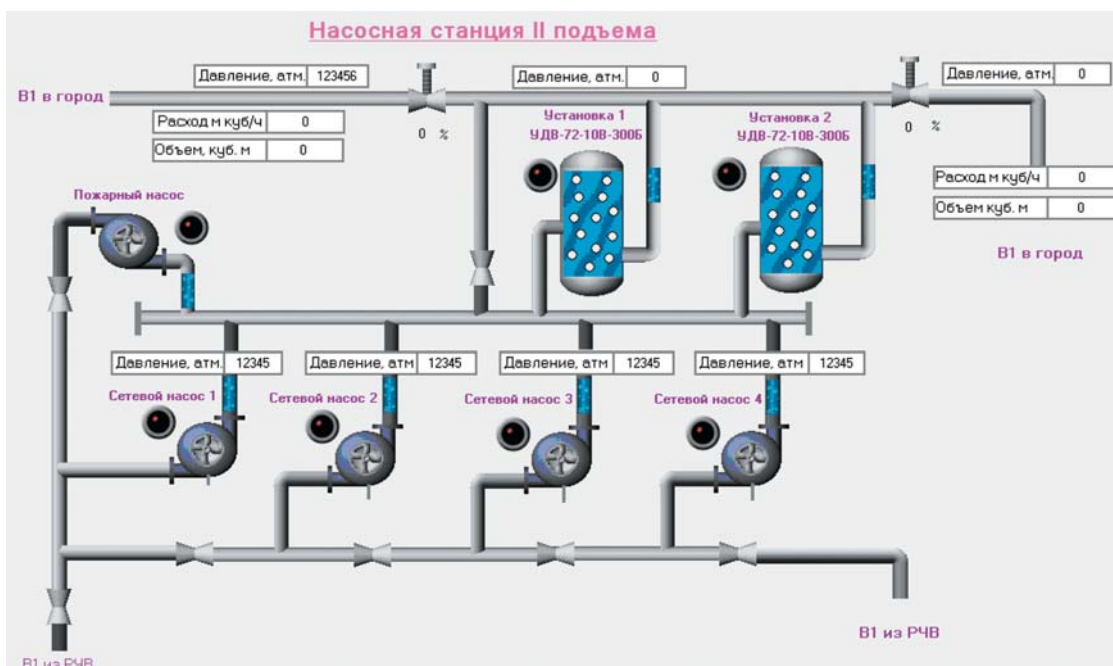 Насосная станция II подъема
Давление, атм. 123456
Давление, атм. 0
Давление, атм. 0
В1 в город
Расход м куб/ч 0
Объем, куб. м 0
0 %
Установка 1
УДВ-72-10В-300Б
Установка 2
УДВ-72-10В-300Б
0 %
Расход м куб/ч 0
Объем куб. м 0
В1 в город
Пожарный насос
Давление, атм. 12345
Давление, атм 12345
Давление, атм 12345
Давление, атм 12345
Сетевой насос 1
Сетевой насос 2
Сетевой насос 3
Сетевой насос 4
В1 из РЧВ
В1 из РЧВ